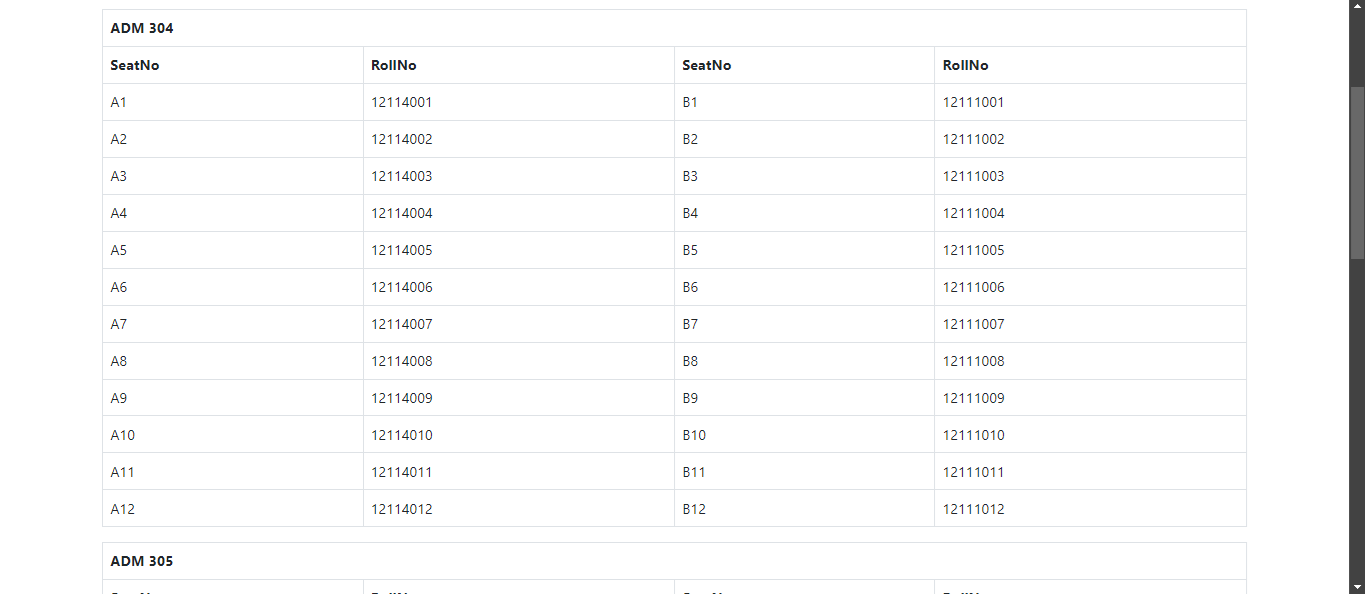 ADM 304
SeatNo RollNo SeatNo RollNo
A1 12114001 B1 12111001
A2 12114002 B2 12111002
A3 12114003 B3 12111003
A4 12114004 B4 12111004
A5 12114005 B5 12111005
A6 12114006 B6 12111006
A7 12114007 B7 12111007
A8 12114008 B8 12111008
A9 12114009 B9 12111009
A10 12114010 B10 12111010
A11 12114011 B11 12111011
A12 12114012 B12 12111012
ADM 305